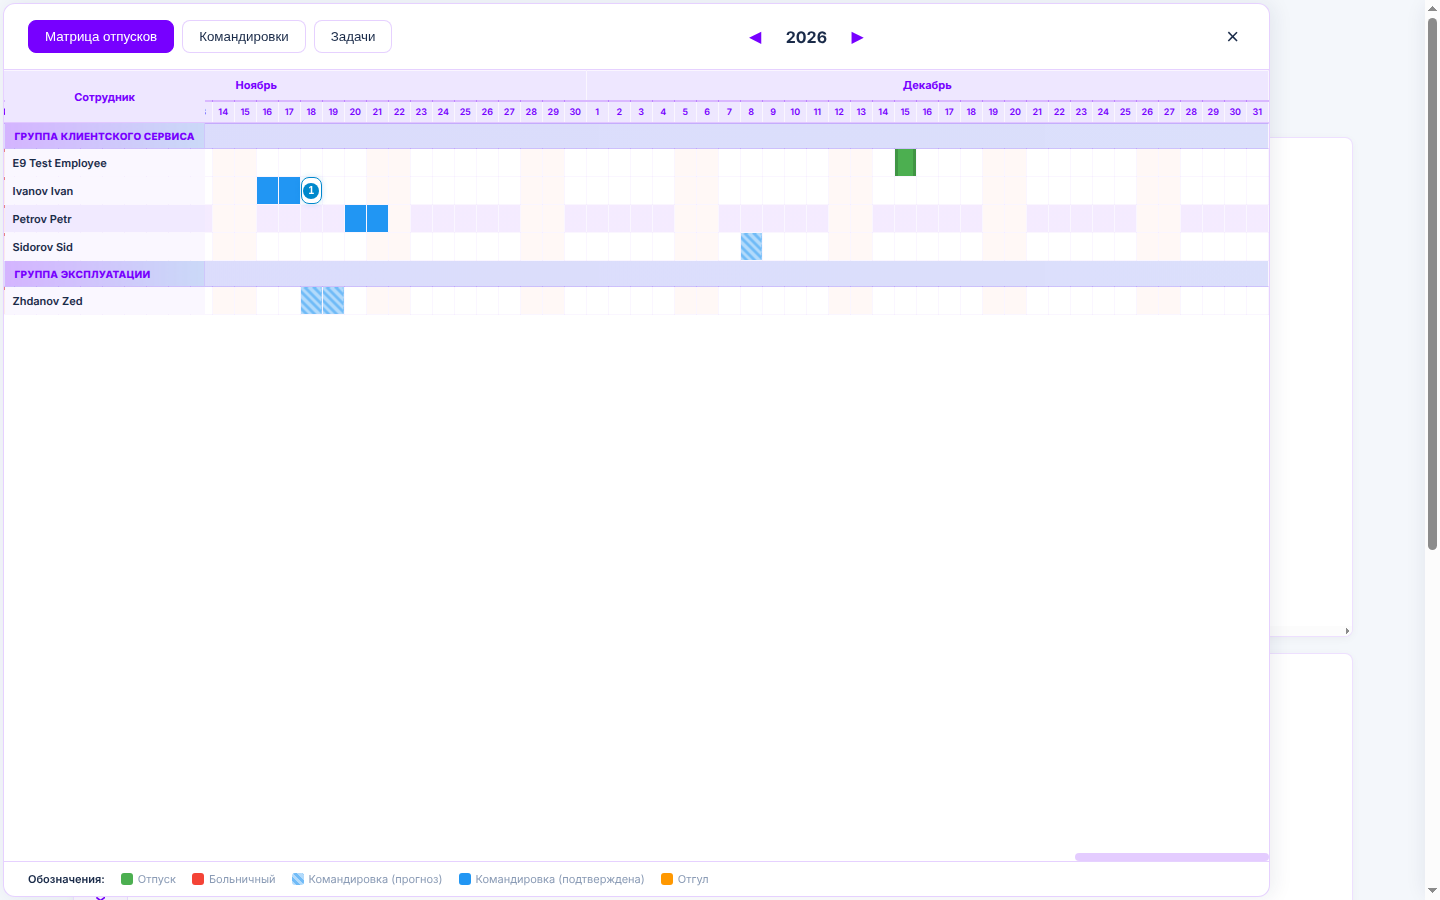 Матрица отпусков Командировки Задачи ◀ 2026 ▶ ×
Сотрудник Ноябрь Декабрь
14 15 16 17 18 19 20 21 22 23 24 25 26 27 28 29 30 1 2 3 4 5 6 7 8 9 10 11 12 13 14 15 16 17 18 19 20 21 22 23 24 25 26 27 28 29 30 31
ГРУППА КЛИЕНТСКОГО СЕРВИСА
E9 Test Employee
Ivanov Ivan 1
Petrov Petr
Sidorov Sid
ГРУППА ЭКСПЛУАТАЦИИ
Zhdanov Zed
Обозначения: Отпуск Больничный Командировка (прогноз) Командировка (подтверждена) Отгул